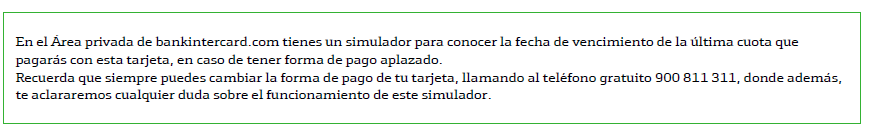 En el Área privada de bankintercard.com tienes un simulador para conocer la fecha de vencimiento de la última cuota que
pagarás con esta tarjeta, en caso de tener forma de pago aplazado.
Recuerda que siempre puedes cambiar la forma de pago de tu tarjeta, llamando al teléfono gratuito 900 811 311, donde además,
te aclararemos cualquier duda sobre el funcionamiento de este simulador.